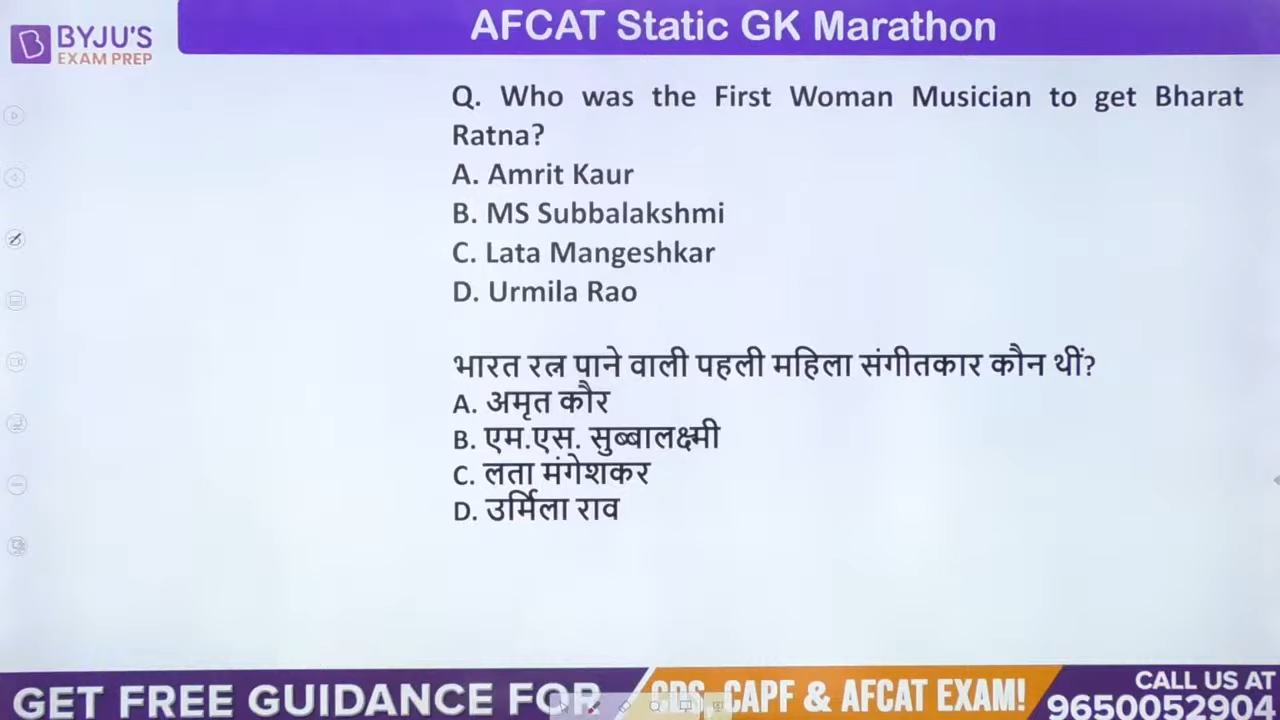 BYJU'S
EXAM PREP
AFCAT Static GK Marathon
Q. Who was the First Woman Musician to get Bharat
Ratna?
A. Amrit Kaur
B. MS Subbalakshmi
C. Lata Mangeshkar
D. Urmila Rao
भारत रत्न पाने वाली पहली महिला संगीतकार कौन थीं?
A. अमृत कौर
B. एम.एस. सुब्बालक्ष्मी
C. लता मंगेशकर
D. उर्मिला राव
GET FREE GUIDANCE FOR CDS, CAPF & AFCAT EXAM!
CALL US AT
9650052904